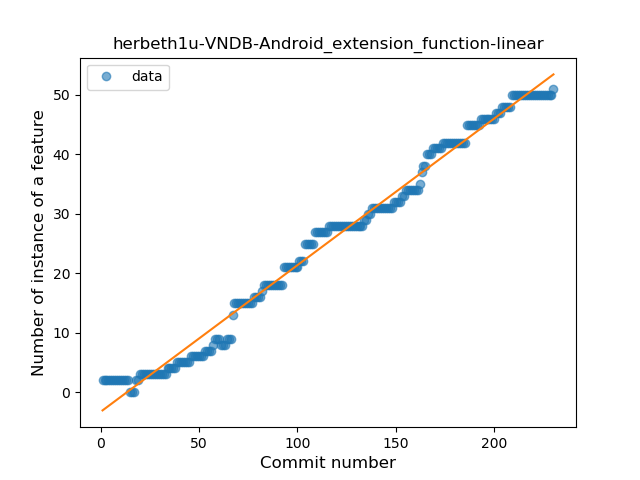 herbeth1u-VNDB-Android_extension_function-linear
data
Number of instance of a feature
50
40
30
20
10
0
0
50
100
150
200
Commit number